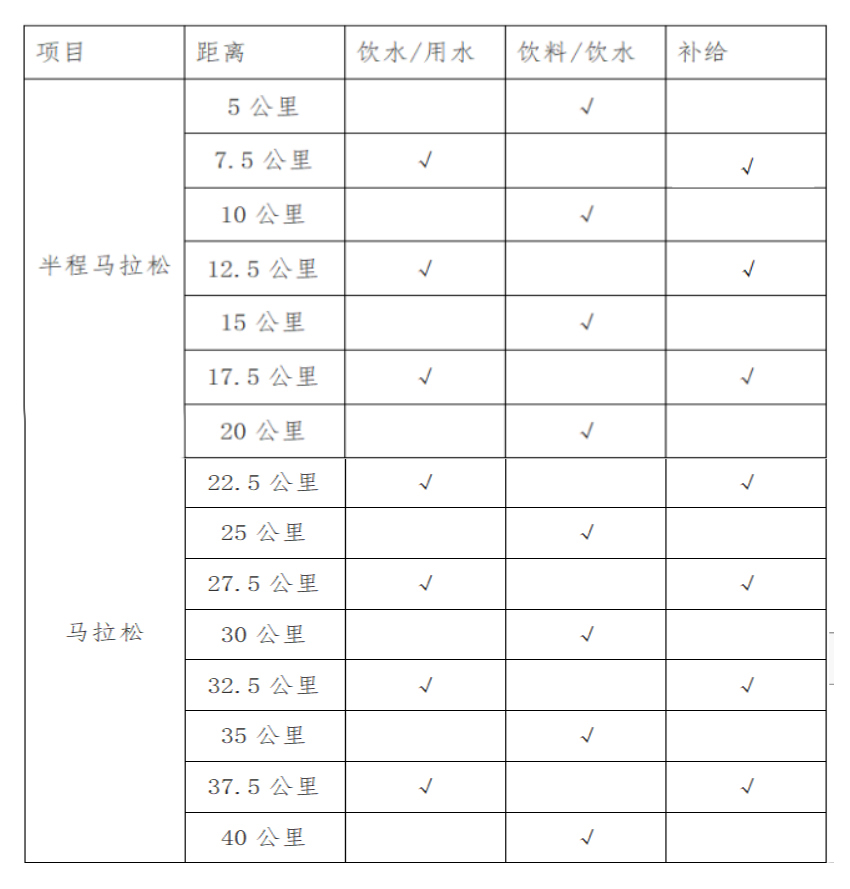 项目 距离 饮水/用水 饮料/饮水 补给
5 公里 √
7.5 公里 √ √
10 公里 √
半程马拉松 12.5 公里 √ √
15 公里 √
17.5 公里 √ √
20 公里 √
22.5 公里 √ √
25 公里 √
27.5 公里 √ √
马拉松 30 公里 √
32.5 公里 √ √
35 公里 √
37.5 公里 √ √
40 公里 √